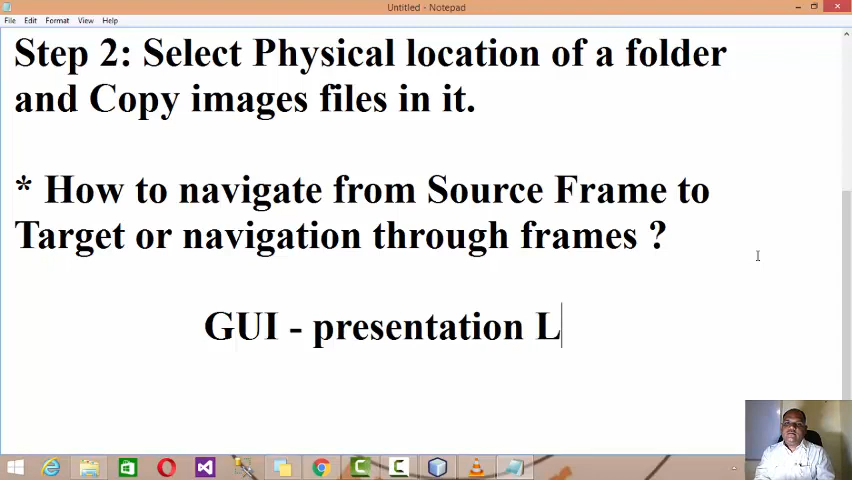 Untitled - Notepad
File Edit Format View Help
Step 2: Select Physical location of a folder
and Copy images files in it.
* How to navigate from Source Frame to
Target or navigation through frames ?
GUI - presentation L